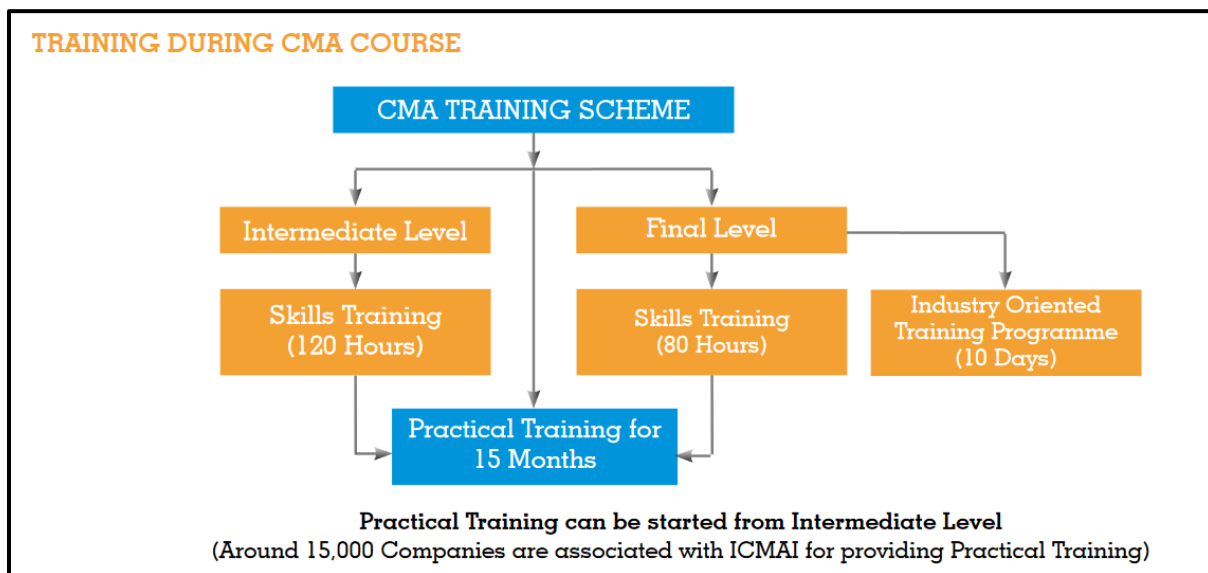 TRAINING DURING CMA COURSE
CMA TRAINING SCHEME
Intermediate Level
Final Level
Skills Training
(120 Hours)
Skills Training
(80 Hours)
Industry Oriented
Training Programme
(10 Days)
Practical Training for
15 Months
Practical Training can be started from Intermediate Level
(Around 15,000 Companies are associated with ICMAI for providing Practical Training)